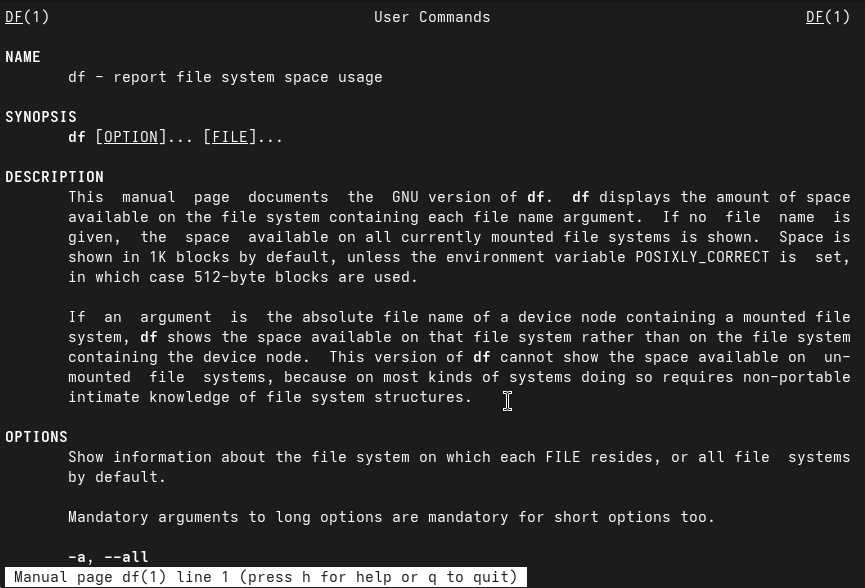 DF(1) User Commands DF(1)
NAME
df - report file system space usage
SYNOPSIS
df [OPTION]... [FILE]...
DESCRIPTION
This manual page documents the GNU version of df. df displays the amount of space
available on the file system containing each file name argument. If no file name is
given, the space available on all currently mounted file systems is shown. Space is
shown in 1K blocks by default, unless the environment variable POSIXLY_CORRECT is set,
in which case 512-byte blocks are used.
If an argument is the absolute file name of a device node containing a mounted file
system, df shows the space available on that file system rather than on the file system
containing the device node. This version of df cannot show the space available on un-
mounted file systems, because on most kinds of systems doing so requires non-portable
intimate knowledge of file system structures.
OPTIONS
Show information about the file system on which each FILE resides, or all file systems
by default.
Mandatory arguments to long options are mandatory for short options too.
-a, --all
Manual page df(1) line 1 (press h for help or q to quit)